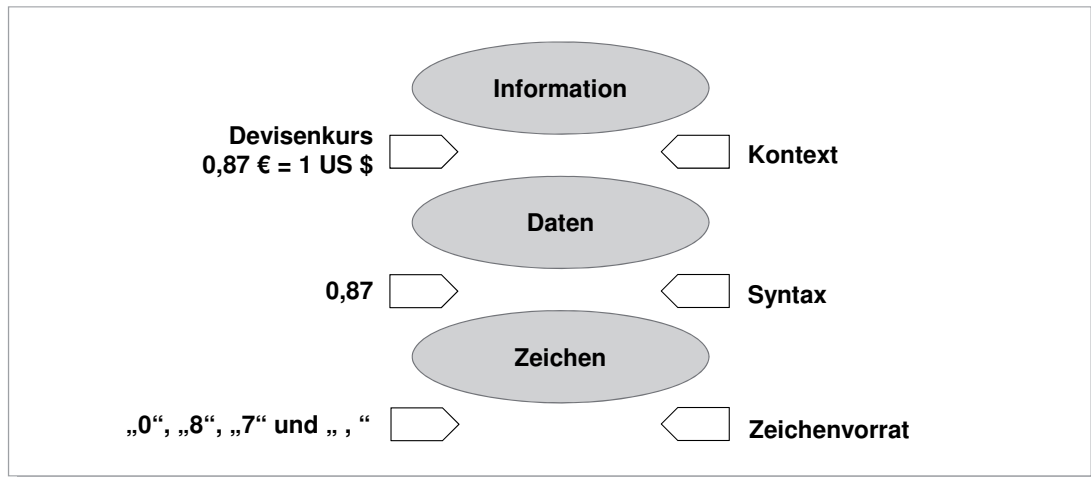 Information
Devisenkurs
0,87 € = 1 US $
Kontext
Daten
0,87
Syntax
Zeichen
„0“, „8“, „7“ und „ , “
Zeichenvorrat